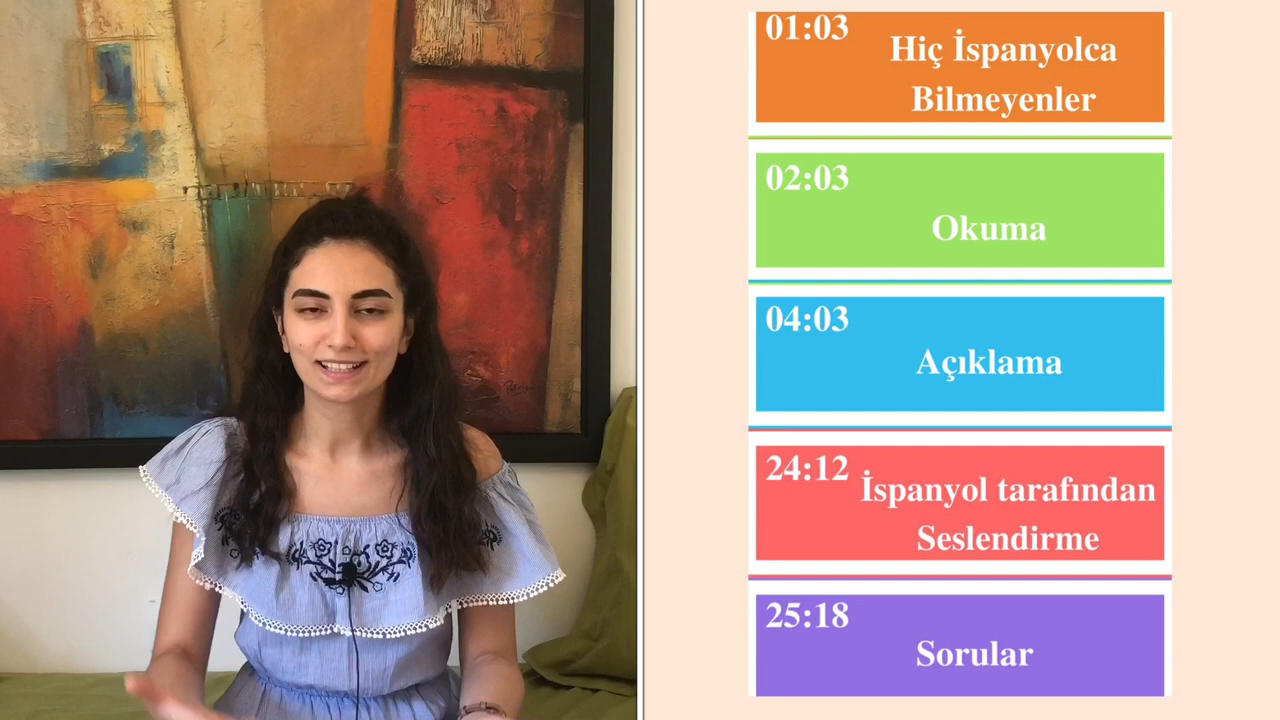 01:03
Hiç İspanyolca
Bilmeyenler
02:03
Okuma
04:03
Açıklama
24:12
İspanyol tarafından
Seslendirme
25:18
Sorular